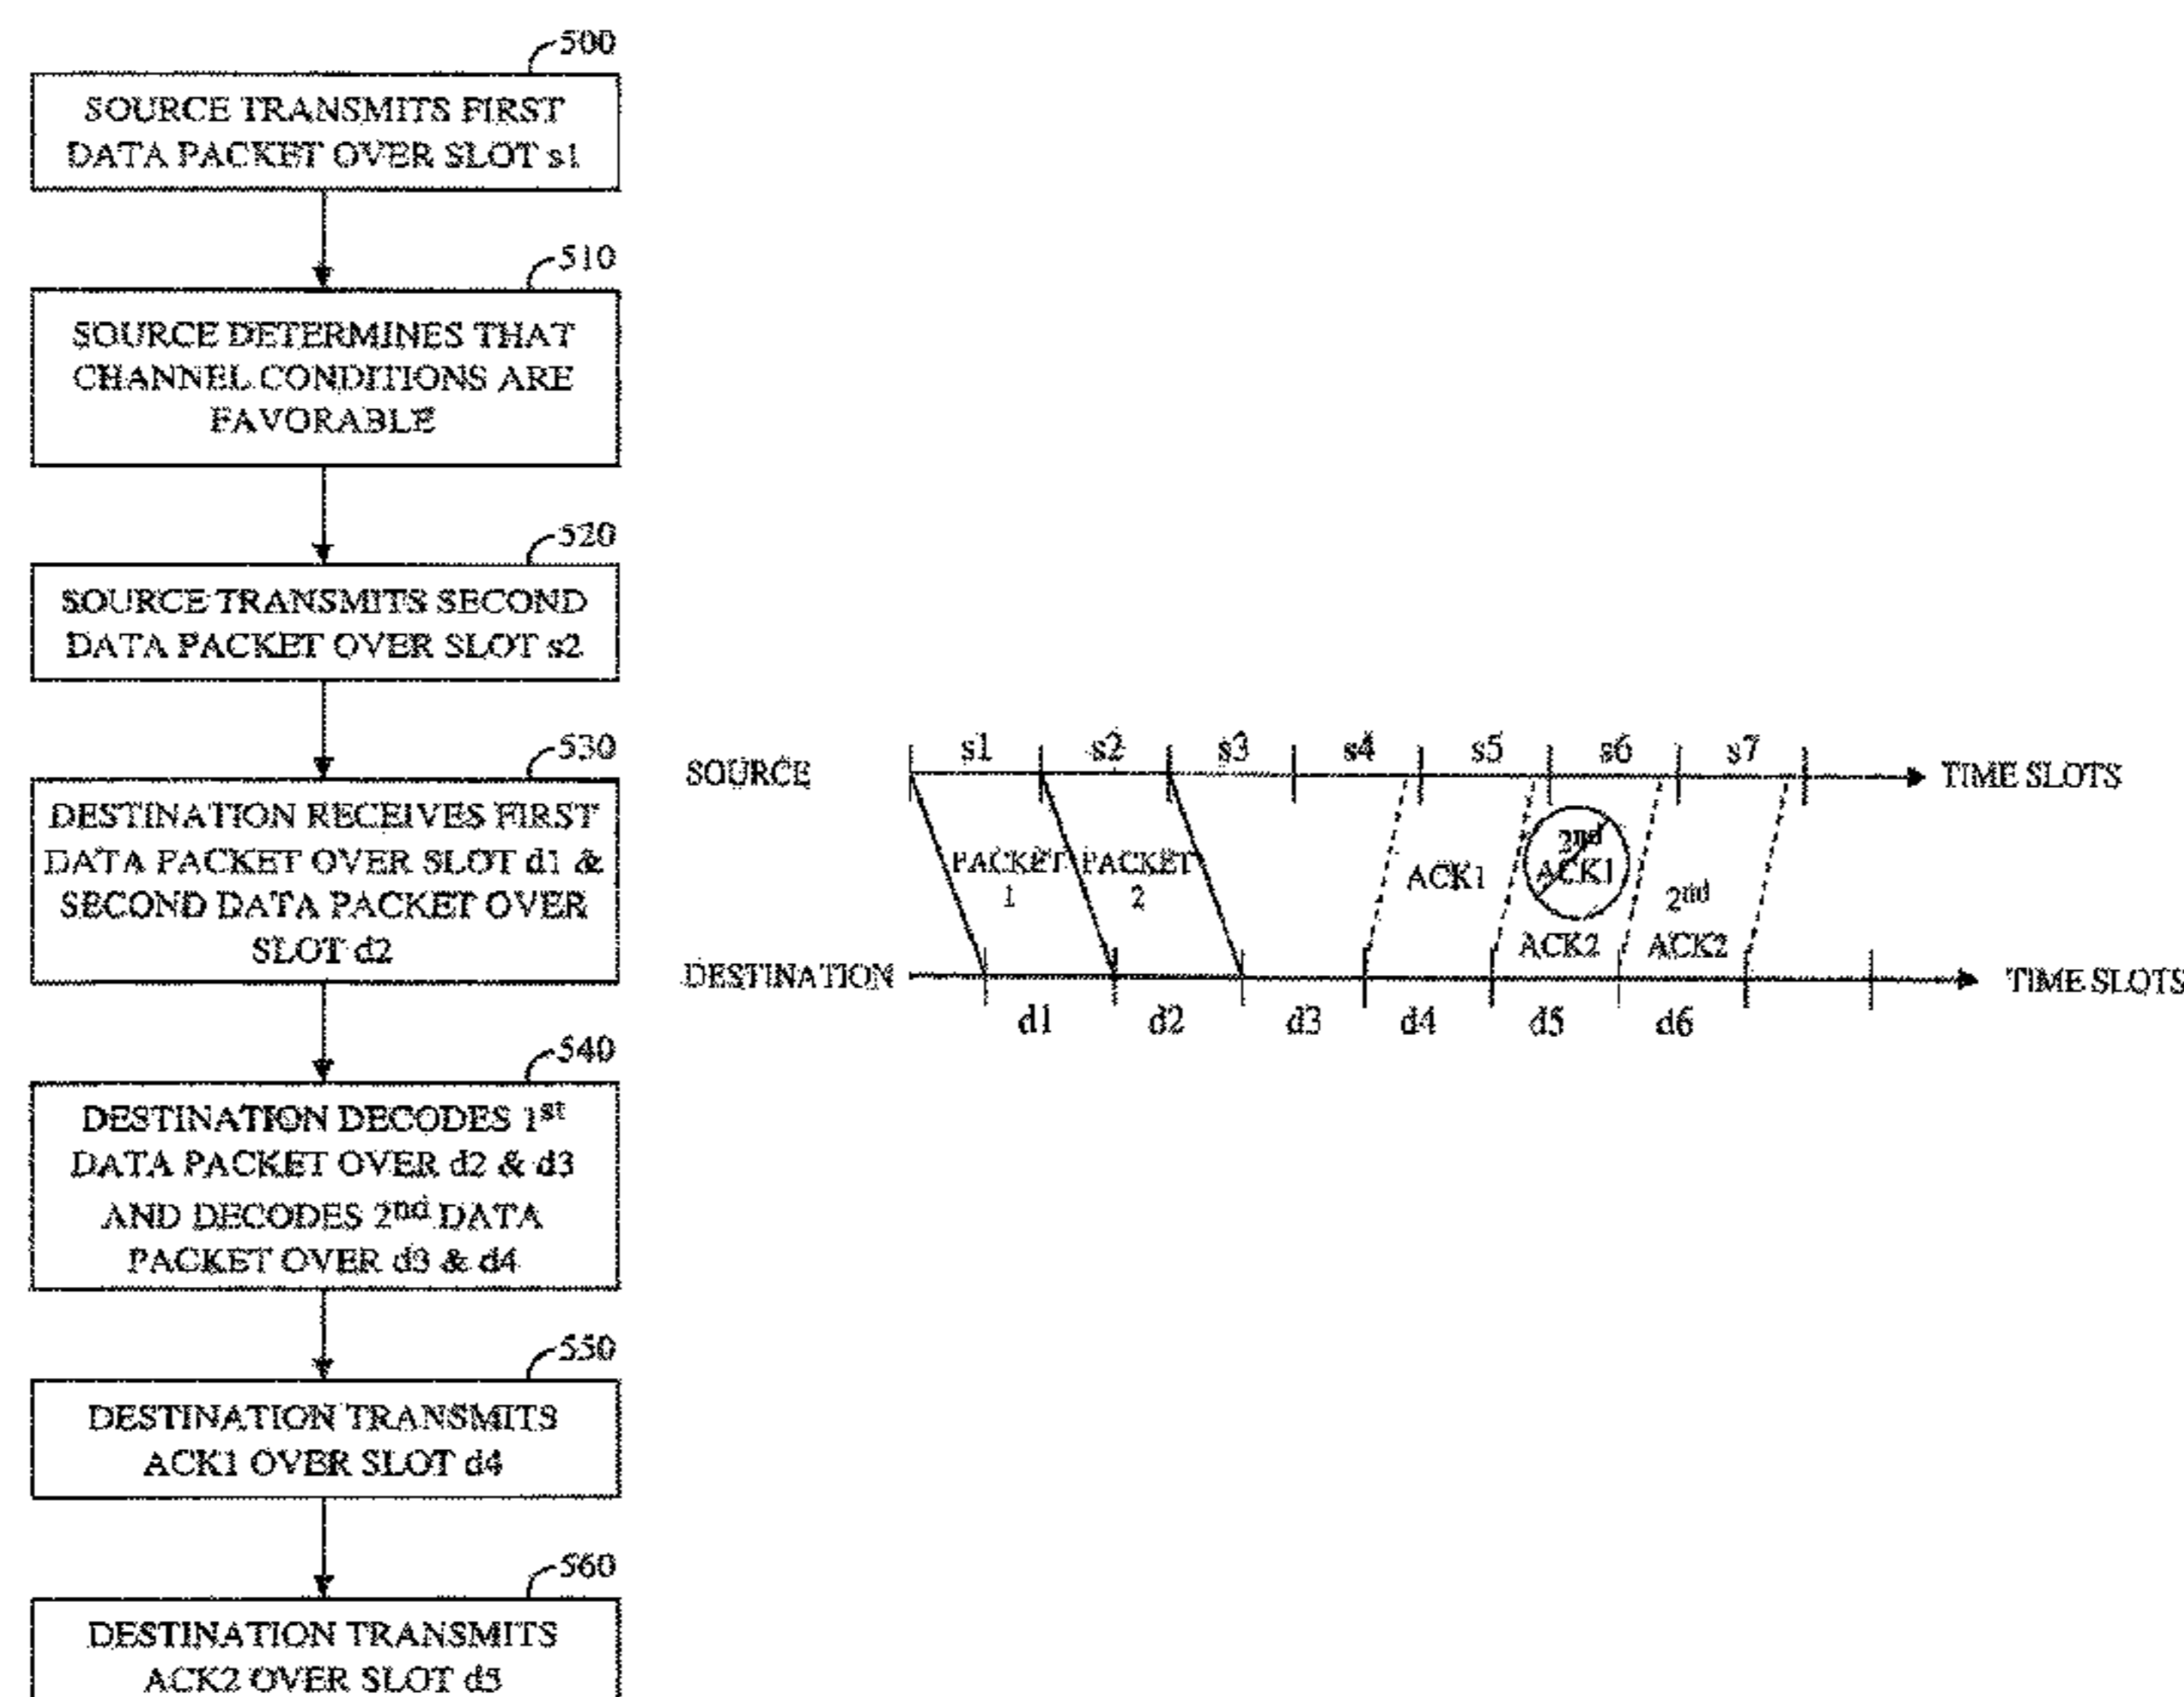 500
SOURCE TRANSMITS FIRST
DATA PACKET OVER SLOT s1
510
SOURCE DETERMINES THAT
CHANNEL CONDITIONS ARE
FAVORABLE
520
SOURCE TRANSMITS SECOND
DATA PACKET OVER SLOT s2
530
DESTINATION RECEIVES FIRST
DATA PACKET OVER SLOT d1 &
SECOND DATA PACKET OVER
SLOT d2
540
DESTINATION DECODES 1st
DATA PACKET OVER d2 & d3
AND DECODES 2nd DATA
PACKET OVER d3 & d4
550
DESTINATION TRANSMITS
ACK1 OVER SLOT d4
560
DESTINATION TRANSMITS
ACK2 OVER SLOT d5
s1 s2 s3 s4 s5 s6 s7
SOURCE
TIME SLOTS
PACKET
1
PACKET
2
ACK1
2nd
ACK1
ACK2
2nd
ACK2
DESTINATION
TIME SLOTS
d1 d2 d3 d4 d5 d6